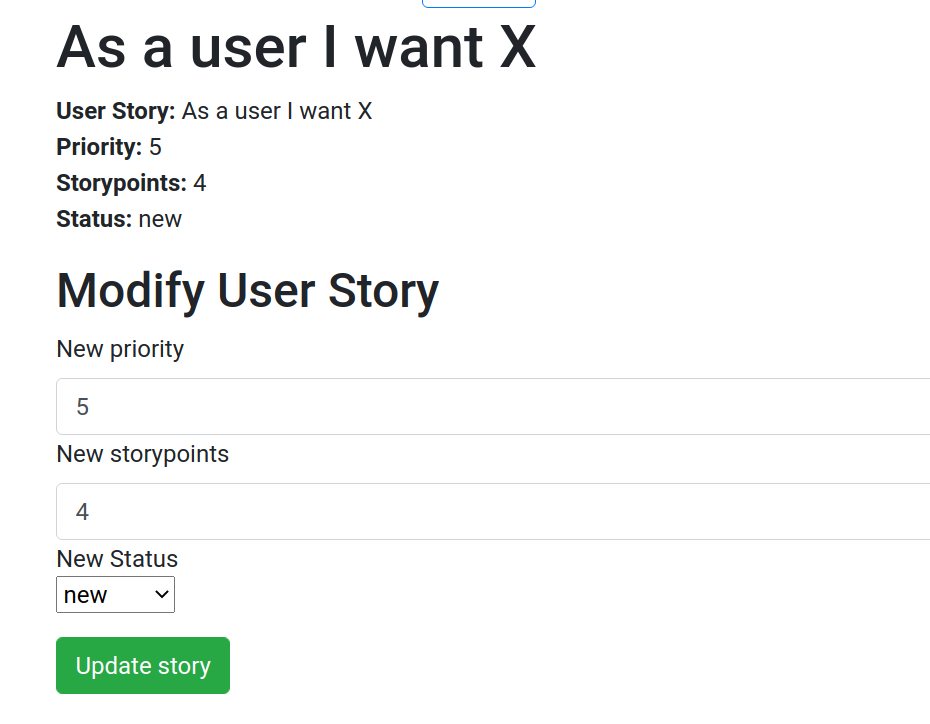 As a user I want X
User Story: As a user I want X
Priority: 5
Storypoints: 4
Status: new
Modify User Story
New priority
5
New storypoints
4
New Status
new
Update story